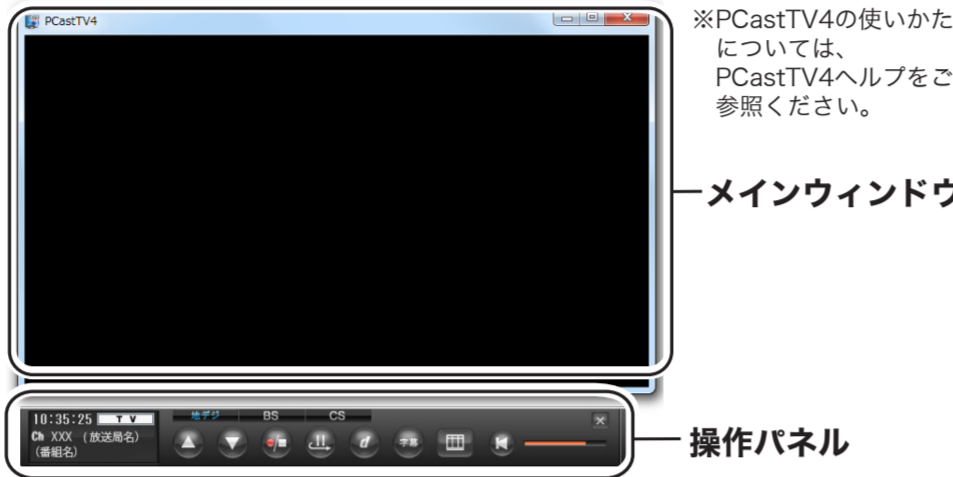 PCastTV4
※PCastTV4の使いかた
については、
PCastTV4ヘルプをご
参照ください。
メインウィンドウ
10:35:25 TV
地デジ BS CS
Ch XXX (放送局名)
(番組名)
d 字幕
操作パネル